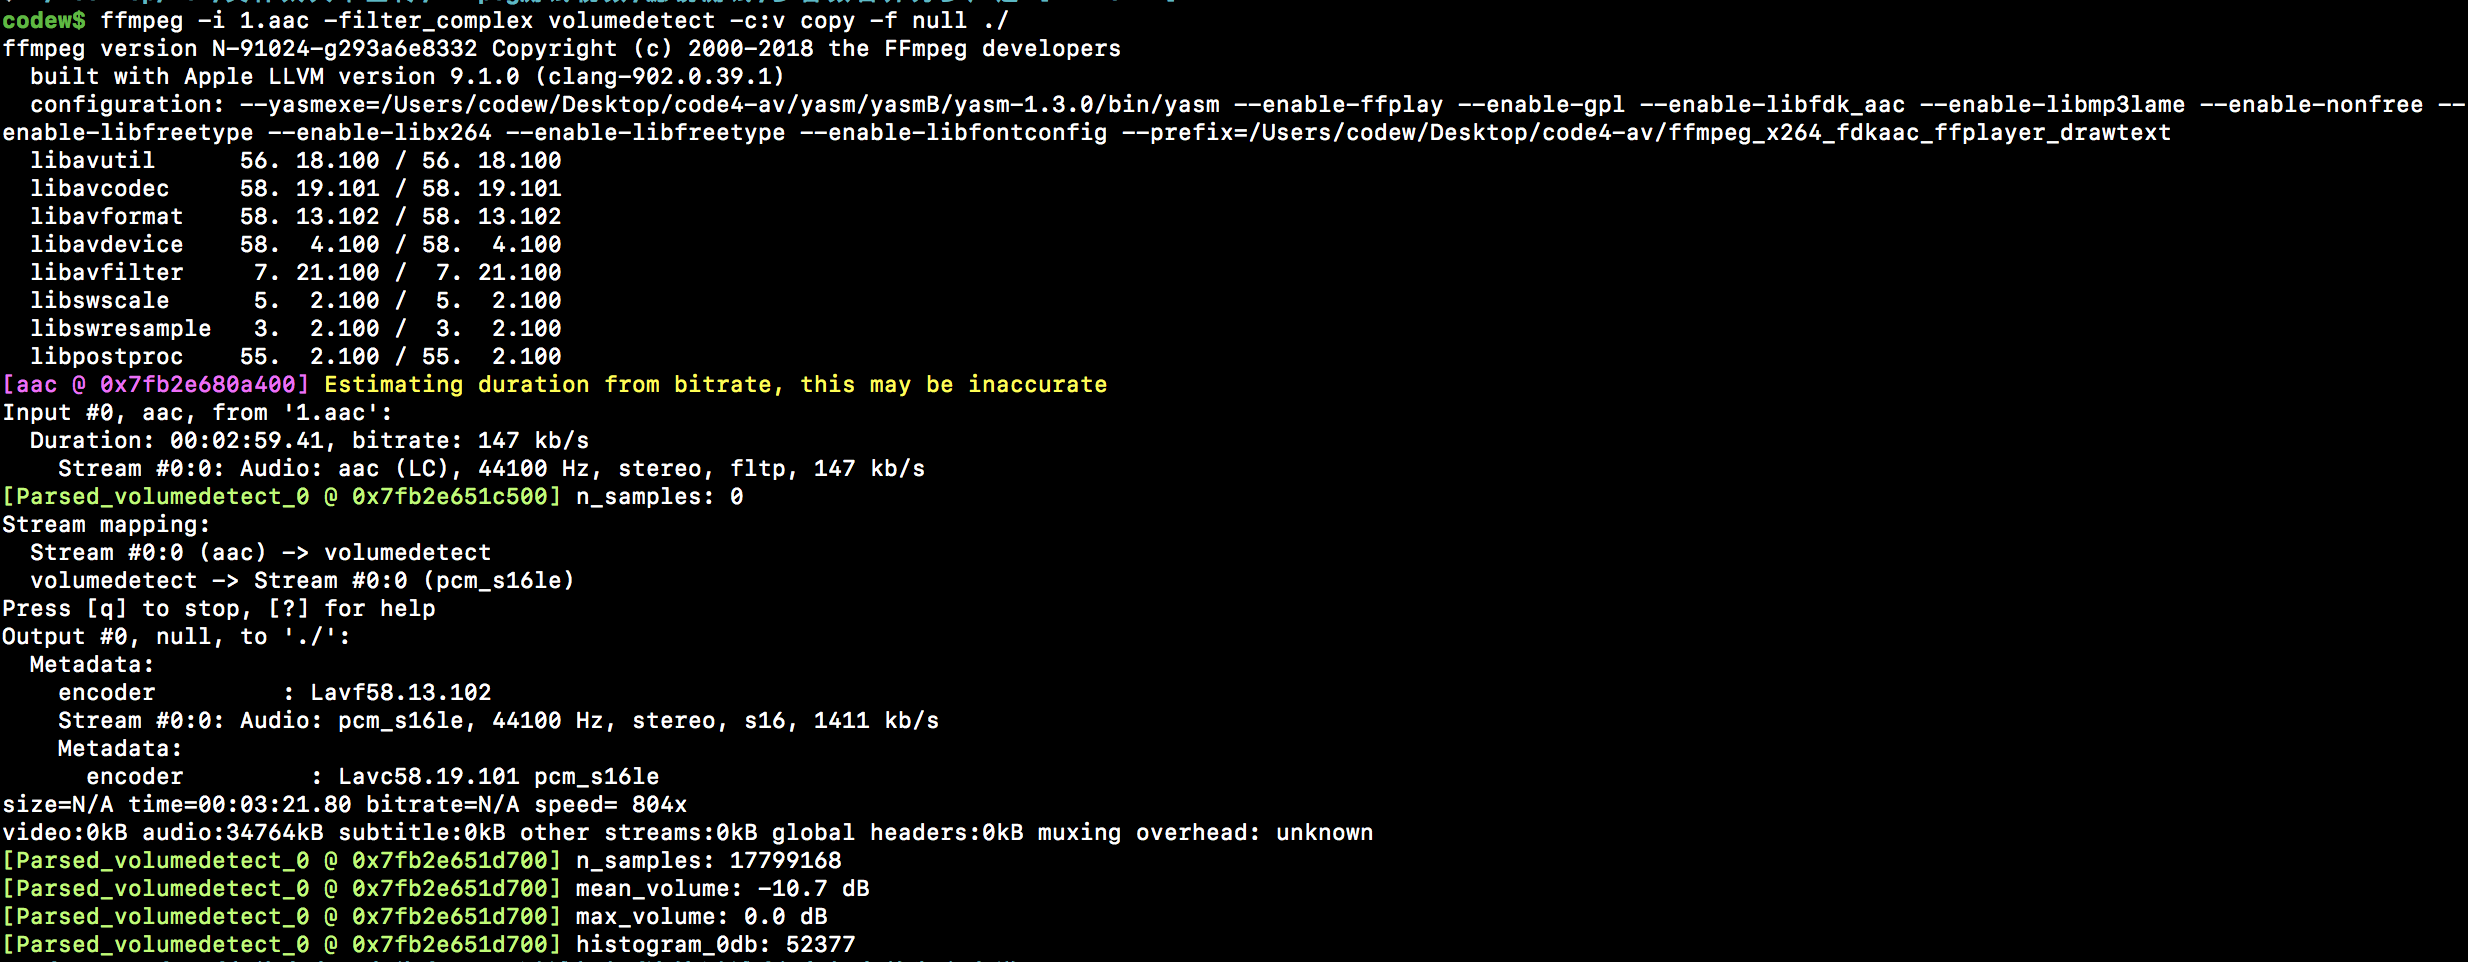 codew$ ffmpeg -i 1.aac -filter_complex volumedetect -c:v copy -f null ./
ffmpeg version N-91024-g293a6e8332 Copyright (c) 2000-2018 the FFmpeg developers
  built with Apple LLVM version 9.1.0 (clang-902.0.39.1)
  configuration: --yasmexe=/Users/codew/Desktop/code4-av/yasm/yasmB/yasm-1.3.0/bin/yasm --enable-ffplay --enable-gpl --enable-libfdk_aac --enable-libmp3lame --enable-nonfree --
enable-libfreetype --enable-libx264 --enable-libfreetype --enable-libfontconfig --prefix=/Users/codew/Desktop/code4-av/ffmpeg_x264_fdkaac_ffplayer_drawtext
  libavutil      56. 18.100 / 56. 18.100
  libavcodec     58. 19.101 / 58. 19.101
  libavformat    58. 13.102 / 58. 13.102
  libavdevice    58.  4.100 / 58.  4.100
  libavfilter     7. 21.100 /  7. 21.100
  libswscale      5.  2.100 /  5.  2.100
  libswresample   3.  2.100 /  3.  2.100
  libpostproc    55.  2.100 / 55.  2.100
[aac @ 0x7fb2e680a400] Estimating duration from bitrate, this may be inaccurate
Input #0, aac, from '1.aac':
  Duration: 00:02:59.41, bitrate: 147 kb/s
    Stream #0:0: Audio: aac (LC), 44100 Hz, stereo, fltp, 147 kb/s
[Parsed_volumedetect_0 @ 0x7fb2e651c500] n_samples: 0
Stream mapping:
  Stream #0:0 (aac) -> volumedetect
  volumedetect -> Stream #0:0 (pcm_s16le)
Press [q] to stop, [?] for help
Output #0, null, to './':
  Metadata:
    encoder         : Lavf58.13.102
    Stream #0:0: Audio: pcm_s16le, 44100 Hz, stereo, s16, 1411 kb/s
    Metadata:
      encoder         : Lavc58.19.101 pcm_s16le
size=N/A time=00:03:21.80 bitrate=N/A speed= 804x
video:0kB audio:34764kB subtitle:0kB other streams:0kB global headers:0kB muxing overhead: unknown
[Parsed_volumedetect_0 @ 0x7fb2e651d700] n_samples: 17799168
[Parsed_volumedetect_0 @ 0x7fb2e651d700] mean_volume: -10.7 dB
[Parsed_volumedetect_0 @ 0x7fb2e651d700] max_volume: 0.0 dB
[Parsed_volumedetect_0 @ 0x7fb2e651d700] histogram_0db: 52377